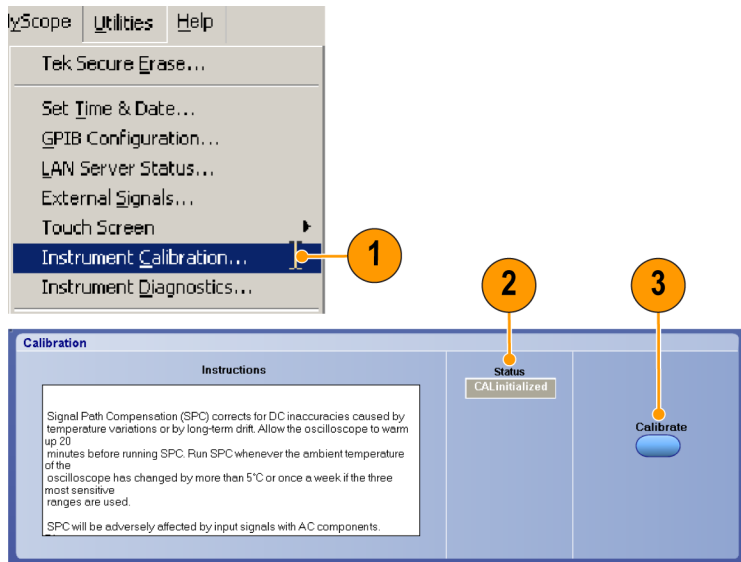 lyScope Utilities Help
Tek Secure Erase...
Set Time & Date...
GPIB Configuration...
LAN Server Status...
External Signals...
Touch Screen
Instrument Calibration...
Instrument Diagnostics...
1
2
3
Calibration
Instructions
Signal Path Compensation (SPC) corrects for DC inaccuracies caused by
temperature variations or by long-term drift. Allow the oscilloscope to warm
up 20
minutes before running SPC. Run SPC whenever the ambient temperature
of the
oscilloscope has changed by more than 5°C or once a week if the three
most sensitive
ranges are used.
SPC will be adversely affected by input signals with AC components.
Status
CALinitialized
Calibrate